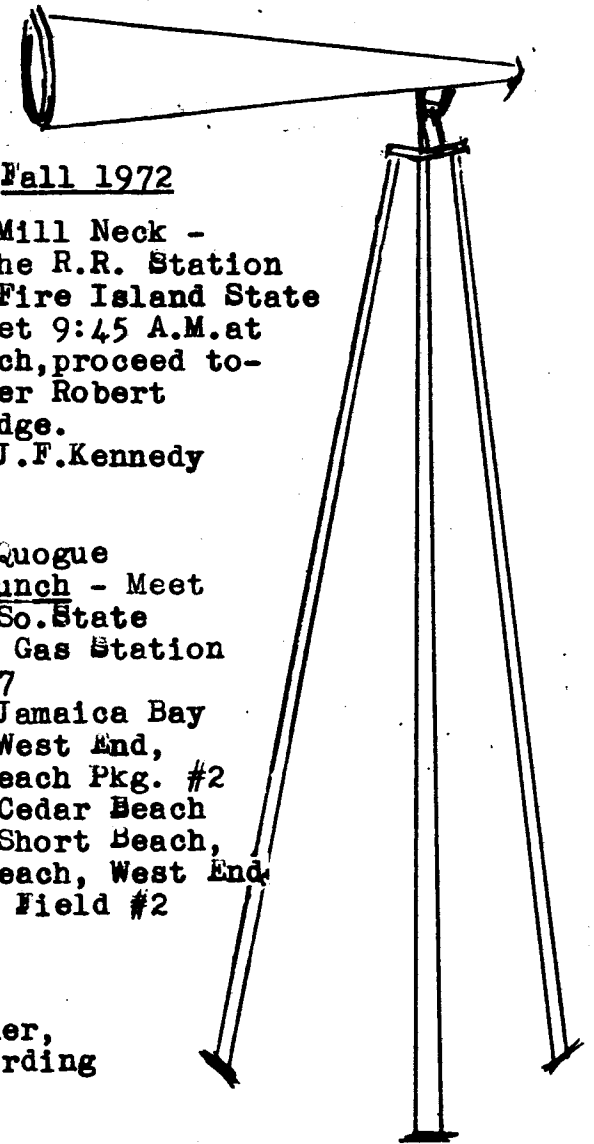 Fall 1972
Mill Neck -
he R.R. Station
Fire Island State
et 9:45 A.M.at
ch,proceed to-
er Robert
dge.
J.F.Kennedy
Quogue
unch - Meet
So.State
Gas Station
7
Jamaica Bay
West End,
each Pkg. #2
Cedar Beach
Short Beach,
each, West End,
Field #2
er,
rding